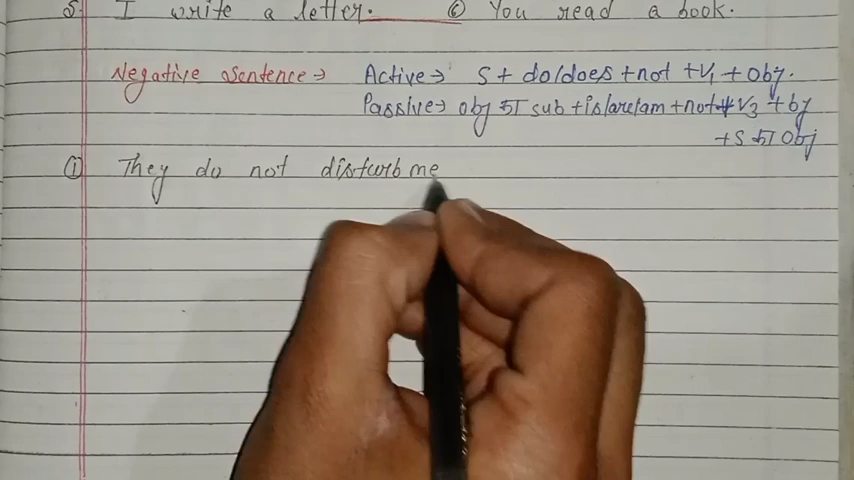 5. I write a letter. ⑥ You read a book.
Negative Sentence → Active → S + do/does + not + V₁ + Obj.
Passive → obj का sub + is/are/am + not + V₃ + by
+ S का Obj
① They do not disturb me